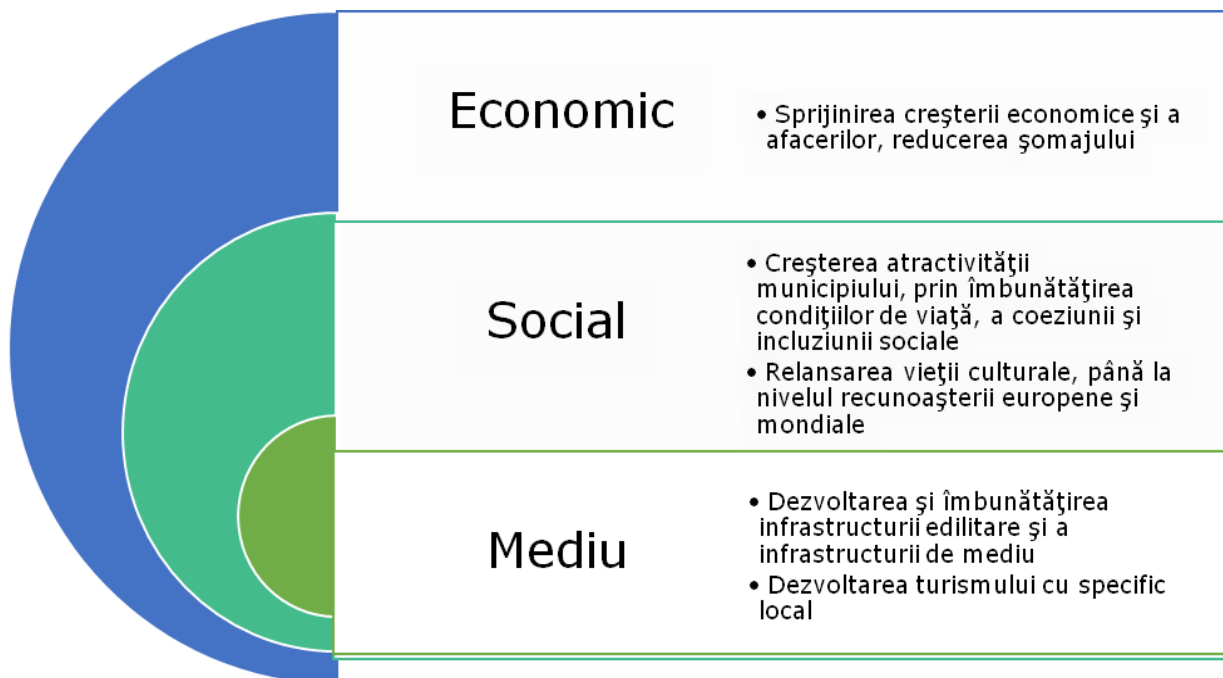 Economic
• Sprijinirea creşterii economice şi a
afacerilor, reducerea şomajului
Social
• Creşterea atractivităţii
municipiului, prin îmbunătăţirea
condiţiilor de viaţă, a coeziunii şi
incluziunii sociale
• Relansarea vieţii culturale, până la
nivelul recunoaşterii europene şi
mondiale
Mediu
• Dezvoltarea şi îmbunătăţirea
infrastructurii edilitare şi a
infrastructurii de mediu
• Dezvoltarea turismului cu specific
local